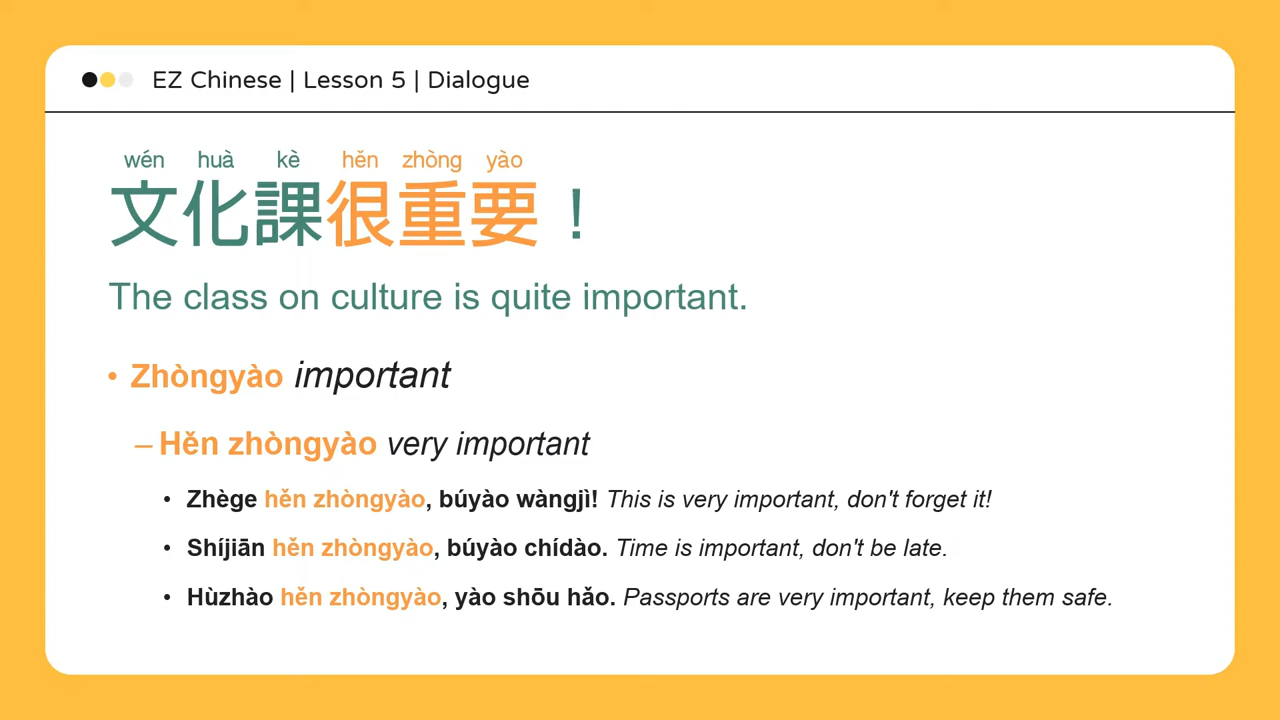 EZ Chinese | Lesson 5 | Dialogue
wén huà kè hěn zhòng yào
文化課很重要！
The class on culture is quite important.
• Zhòngyào important
– Hěn zhòngyào very important
• Zhège hěn zhòngyào, búyào wàngjì! This is very important, don't forget it!
• Shíjiān hěn zhòngyào, búyào chídào. Time is important, don't be late.
• Hùzhào hěn zhòngyào, yào shōu hǎo. Passports are very important, keep them safe.